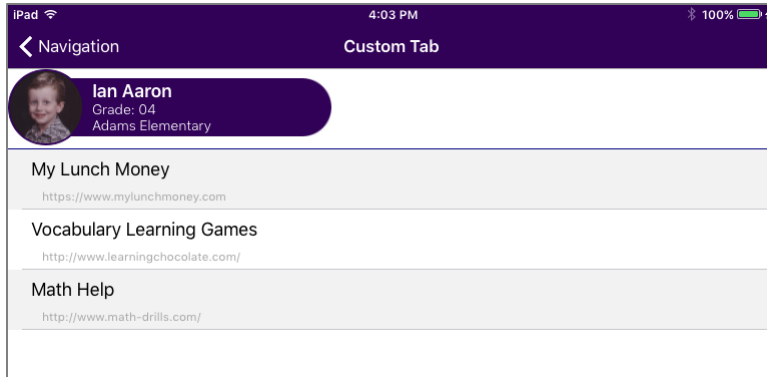 iPad 4:03 PM 100%
Navigation Custom Tab
Ian Aaron
Grade: 04
Adams Elementary
My Lunch Money
https://www.mylunchmoney.com
Vocabulary Learning Games
http://www.learningchocolate.com/
Math Help
http://www.math-drills.com/